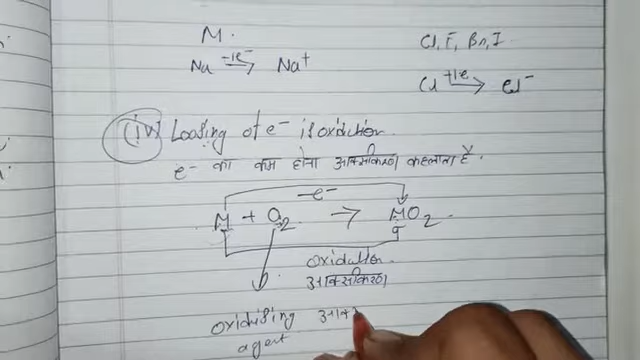 M.
Cl, F, Br, I
Na -1e⁻→ Na⁺
Cl +1e→ Cl⁻
(iv) Loosing of e⁻ is oxidation.
e⁻ का कम होना आक्सीकरण कहलाता है.
-e⁻
M + O₂ → MO₂
oxidation
आक्सीकरण
oxidising
agent